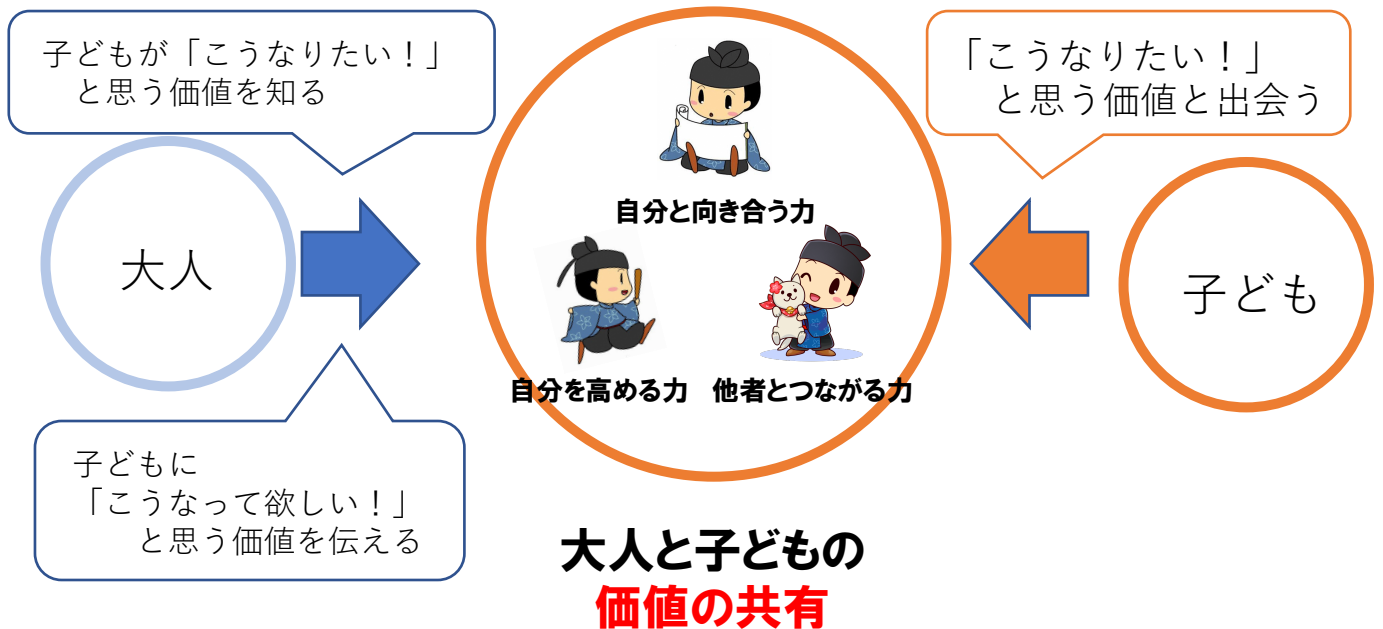 子どもが「こうなりたい！」
と思う価値を知る
「こうなりたい！」
と思う価値と出会う
自分と向き合う力
大人
子ども
自分を高める力
他者とつながる力
子どもに
「こうなって欲しい！」
と思う価値を伝える
大人と子どもの
価値の共有